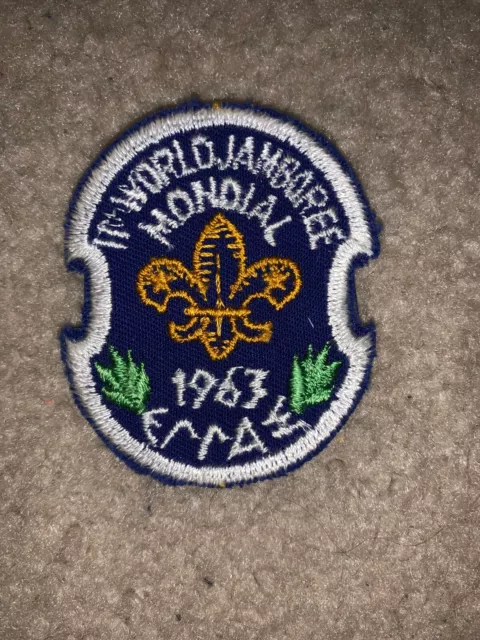 11TH WORLD JAMBOREE
MONDIAL
1963
ΕΛΛΑΣ